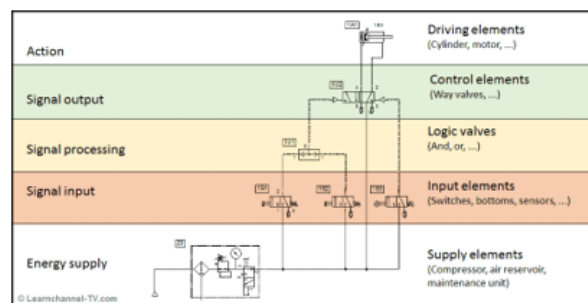 Action
Driving elements
(Cylinder, motor, ...)
Signal output
Control elements
(Way valves, ...)
Signal processing
Logic valves
(And, or, ...)
Signal input
Input elements
(Switches, bottoms, sensors, ...)
Energy supply
Supply elements
(Compressor, air reservoir,
maintenance unit)
© Learnchannel-TV.com